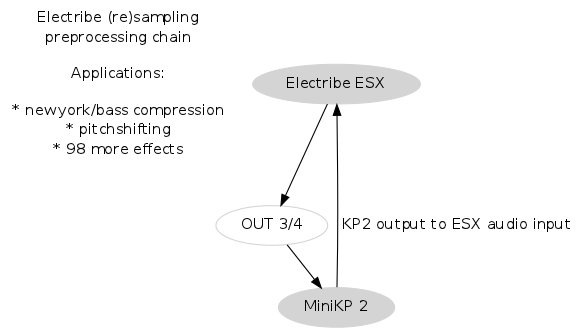 Electribe (re)sampling
preprocessing chain
Applications:
* newyork/bass compression
* pitchshifting
* 98 more effects
Electribe ESX
OUT 3/4
KP2 output to ESX audio input
MiniKP 2